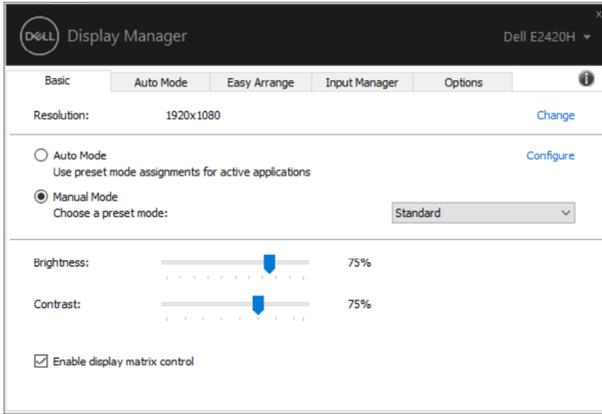 DELL Display Manager
Dell E2420H
Basic Auto Mode Easy Arrange Input Manager Options
Resolution: 1920x1080 Change
Auto Mode Configure
Use preset mode assignments for active applications
Manual Mode
Choose a preset mode: Standard
Brightness: 75%
Contrast: 75%
Enable display matrix control